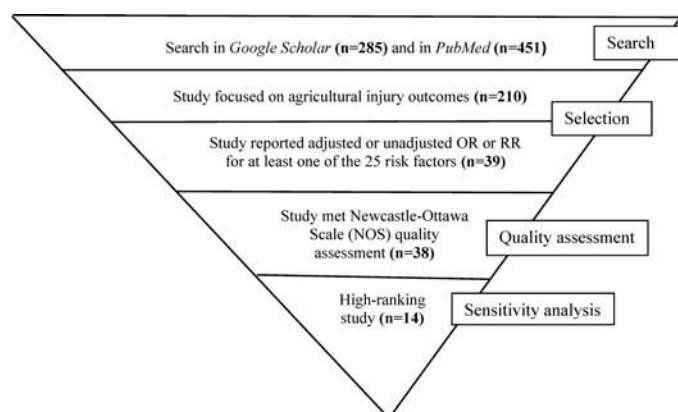 Search in Google Scholar (n=285) and in PubMed (n=451)
Search
Study focused on agricultural injury outcomes (n=210)
Selection
Study reported adjusted or unadjusted OR or RR
for at least one of the 25 risk factors (n=39)
Study met Newcastle-Ottawa
Scale (NOS) quality
assessment (n=38)
Quality assessment
High-ranking
study (n=14)
Sensitivity analysis